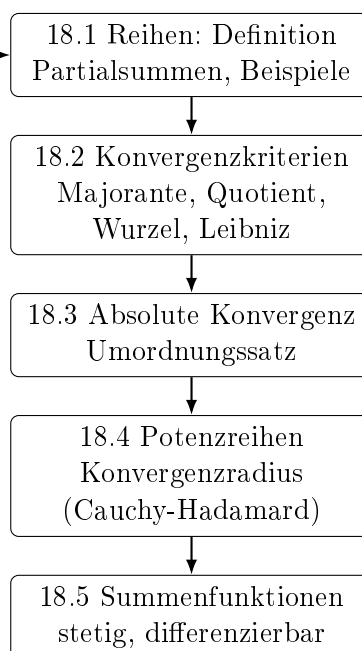 18.1 Reihen: Definition
Partialsummen, Beispiele
18.2 Konvergenzkriterien
Majorante, Quotient,
Wurzel, Leibniz
18.3 Absolute Konvergenz
Umordnungssatz
18.4 Potenzreihen
Konvergenzradius
(Cauchy-Hadamard)
18.5 Summenfunktionen
stetig, differenzierbar